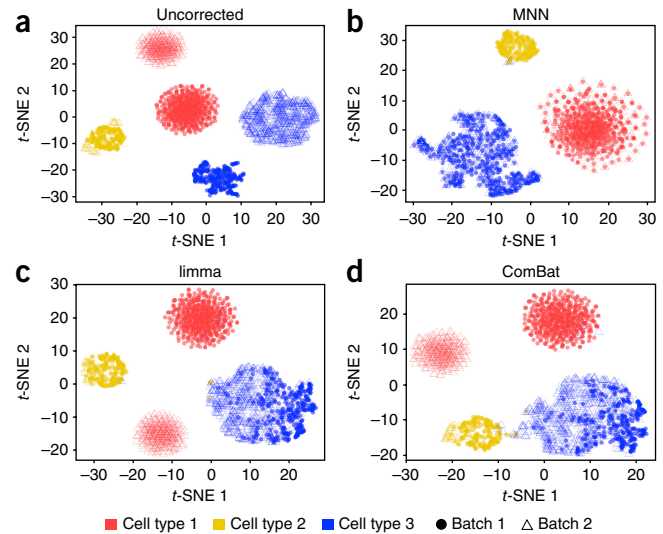 a Uncorrected
30
20
10
0
–10
–20
–30
t-SNE 2
–30 –20 –10 0 10 20 30
t-SNE 1
b MNN
30
20
10
0
–10
–20
t-SNE 2
–30 –20 –10 0 10 20 30
t-SNE 1
c limma
30
20
10
0
–10
–20
t-SNE 2
–30 –20 –10 0 10 20
t-SNE 1
d ComBat
20
10
0
–10
–20
t-SNE 2
–30 –20 –10 0 10 20
t-SNE 1
Cell type 1 Cell type 2 Cell type 3 Batch 1 Batch 2